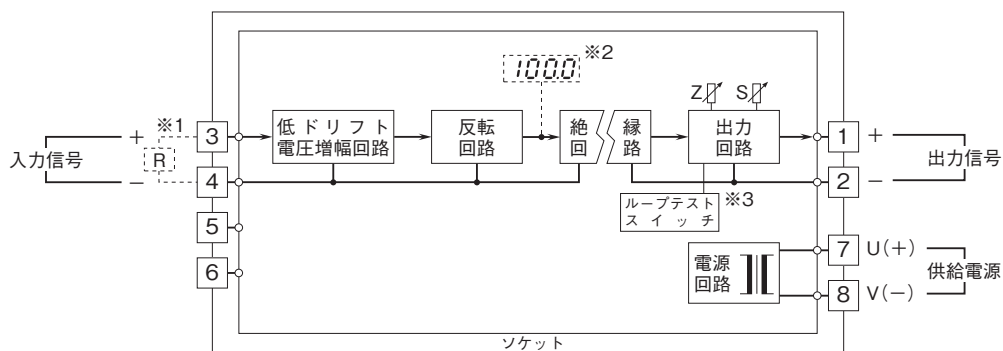 ※2
100.0
Z S
※1
入力信号
+
−
R
3
4
5
6
低ドリフト
電圧増幅回路
反転
回路
絶 縁
回 路
出力
回路
ループテスト
スイッチ
※3
1 +
2 −
出力信号
電源
回路
7 U(+)
8 V(−)
供給電源
ソケット